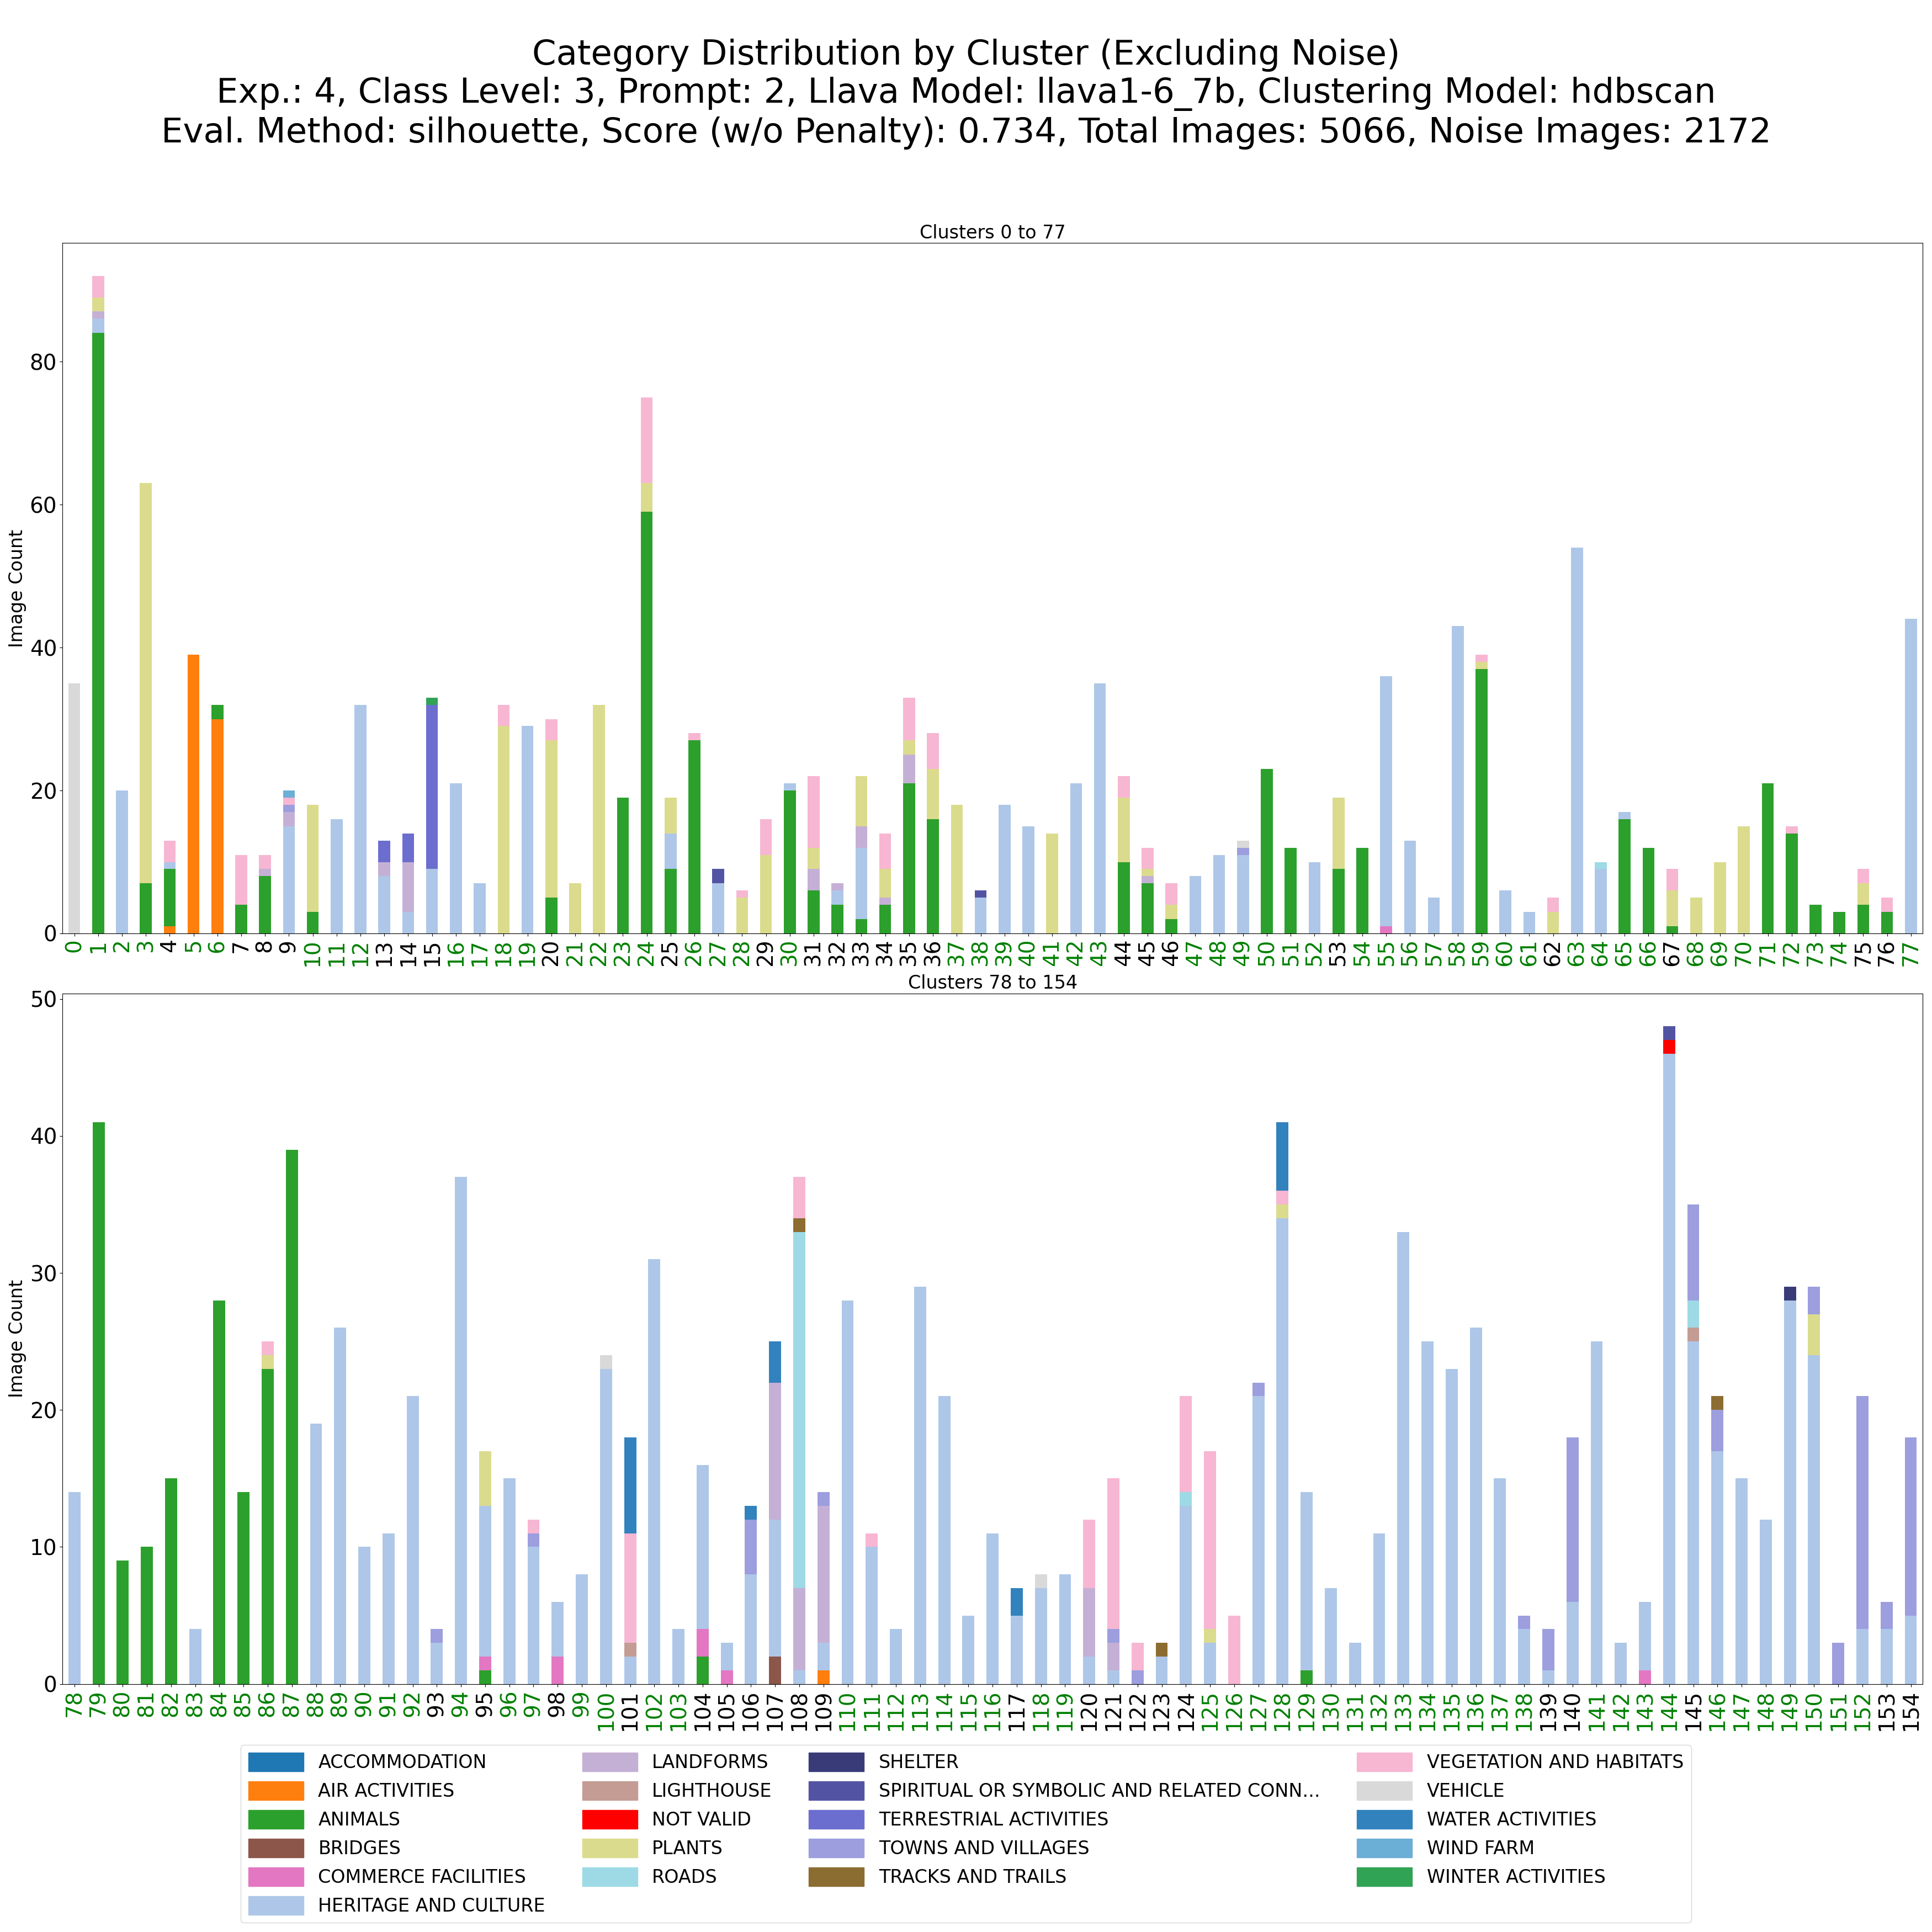 Category Distribution by Cluster (Excluding Noise)
Exp.: 4, Class Level: 3, Prompt: 2, Llava Model: llava1-6_7b, Clustering Model: hdbscan
Eval. Method: silhouette, Score (w/o Penalty): 0.734, Total Images: 5066, Noise Images: 2172
Clusters 0 to 77
Image Count
80
60
40
20
0
0 1 2 3 4 5 6 7 8 9 10 11 12 13 14 15 16 17 18 19 20 21 22 23 24 25 26 27 28 29 30 31 32 33 34 35 36 37 38 39 40 41 42 43 44 45 46 47 48 49 50 51 52 53 54 55 56 57 58 59 60 61 62 63 64 65 66 67 68 69 70 71 72 73 74 75 76 77
Clusters 78 to 154
Image Count
50
40
30
20
10
0
78 79 80 81 82 83 84 85 86 87 88 89 90 91 92 93 94 95 96 97 98 99 100 101 102 103 104 105 106 107 108 109 110 111 112 113 114 115 116 117 118 119 120 121 122 123 124 125 126 127 128 129 130 131 132 133 134 135 136 137 138 139 140 141 142 143 144 145 146 147 148 149 150 151 152 153 154
ACCOMMODATION
AIR ACTIVITIES
ANIMALS
BRIDGES
COMMERCE FACILITIES
HERITAGE AND CULTURE
LANDFORMS
LIGHTHOUSE
NOT VALID
PLANTS
ROADS
SHELTER
SPIRITUAL OR SYMBOLIC AND RELATED CONN...
TERRESTRIAL ACTIVITIES
TOWNS AND VILLAGES
TRACKS AND TRAILS
VEGETATION AND HABITATS
VEHICLE
WATER ACTIVITIES
WIND FARM
WINTER ACTIVITIES